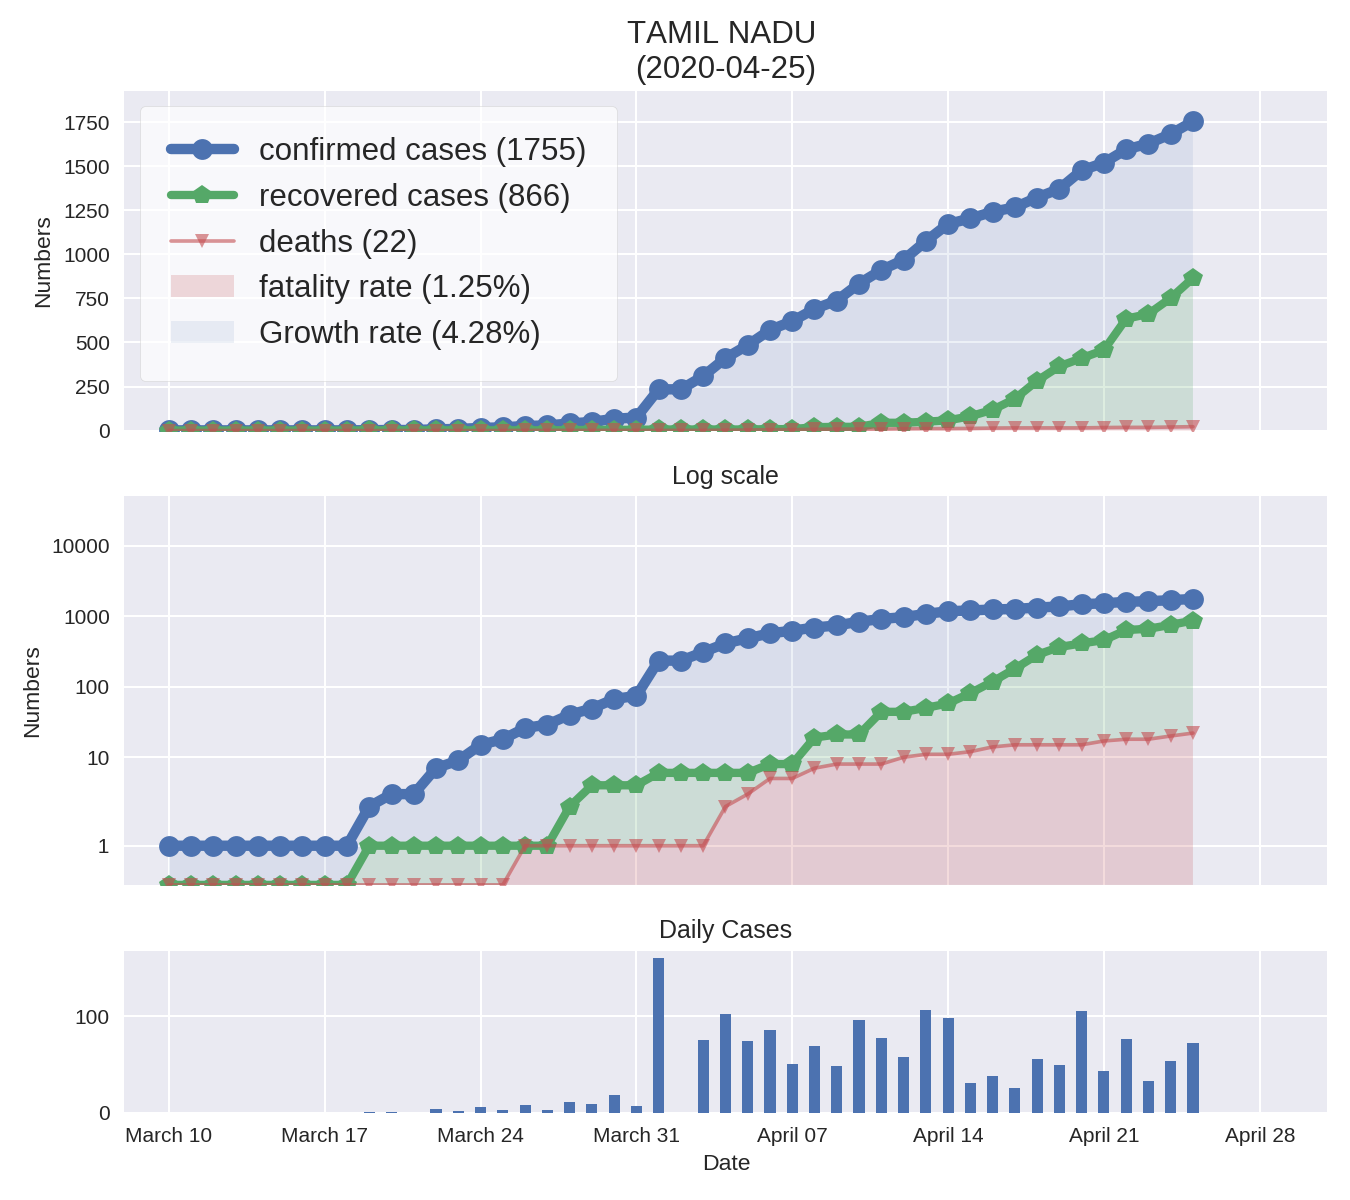 TAMIL NADU
(2020-04-25)
1750
1500
1250
1000
750
500
250
0
Numbers
confirmed cases (1755)
recovered cases (866)
deaths (22)
fatality rate (1.25%)
Growth rate (4.28%)
Log scale
10000
1000
100
10
1
Numbers
Daily Cases
100
0
March 10 March 17 March 24 March 31 April 07 April 14 April 21 April 28
Date